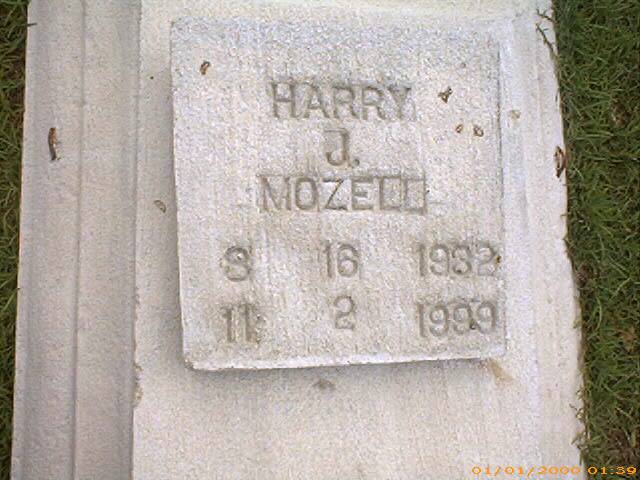 HARRY
J.
MOZELL
8 16 1932
11 2 1999
01/01/2000 01:39